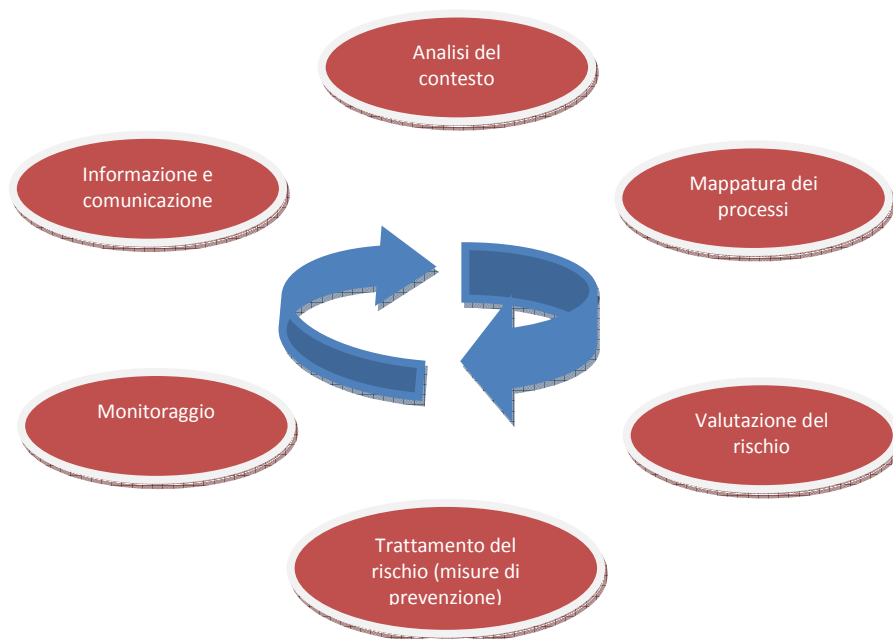 Analisi del
contesto
Mappatura dei
processi
Valutazione del
rischio
Trattamento del
rischio (misure di
prevenzione)
Monitoraggio
Informazione e
comunicazione